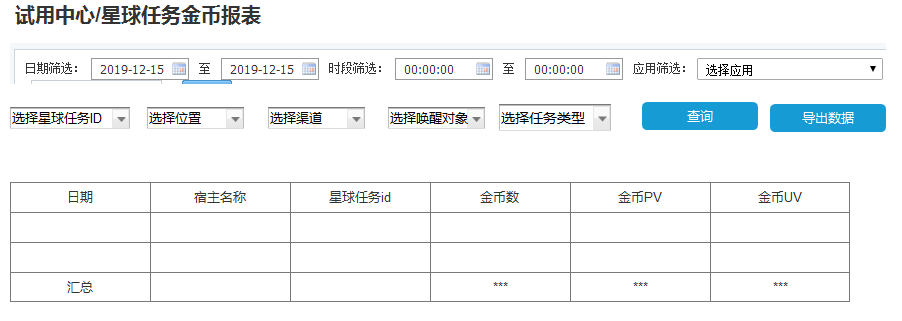 试用中心/星球任务金币报表
日期筛选： 2019-12-15 至 2019-12-15 时段筛选： 00:00:00 至 00:00:00 应用筛选： 选择应用
选择星球任务ID 选择位置 选择渠道 选择唤醒对象 选择任务类型 查询 导出数据
日期 宿主名称 星球任务id 金币数 金币PV 金币UV
汇总 *** *** ***